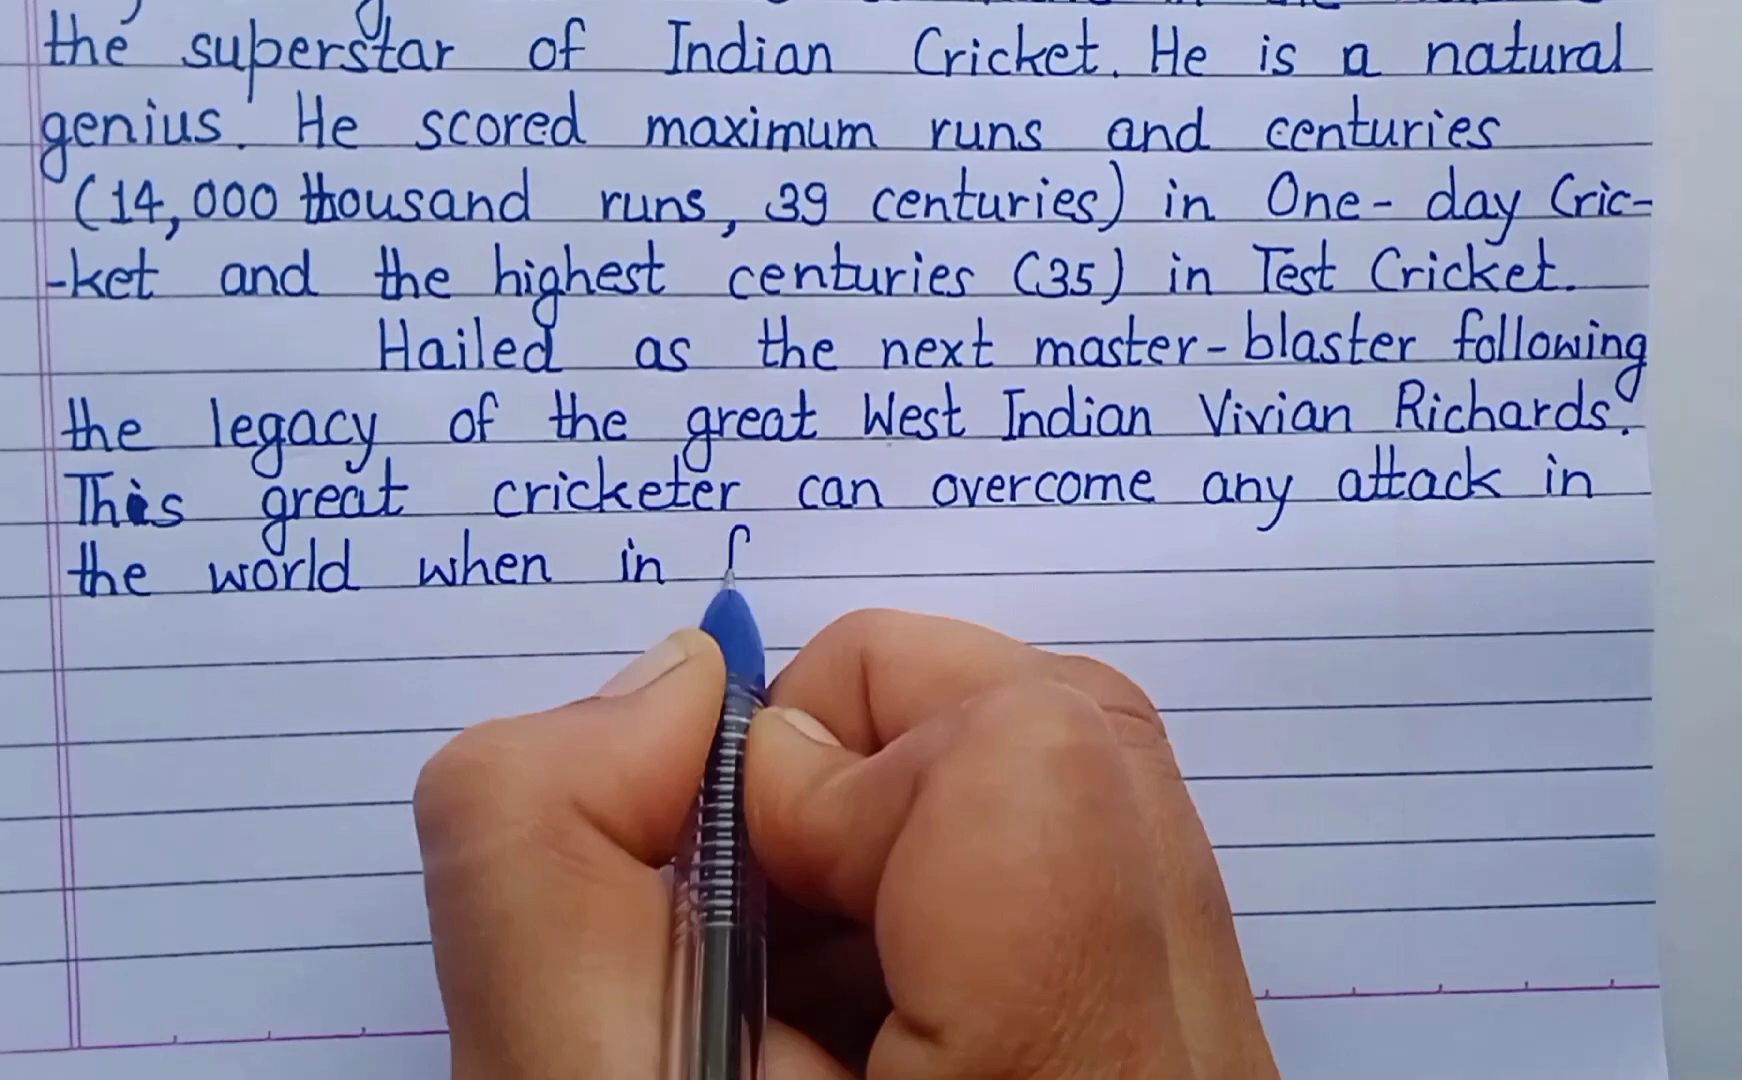 the superstar of Indian Cricket. He is a natural
genius. He scored maximum runs and centuries
(14,000 thousand runs, 39 centuries) in One-day Cric-
-ket and the highest centuries (35) in Test Cricket.
Hailed as the next master-blaster following
the legacy of the great West Indian Vivian Richards.
This great cricketer can overcome any attack in
the world when in f